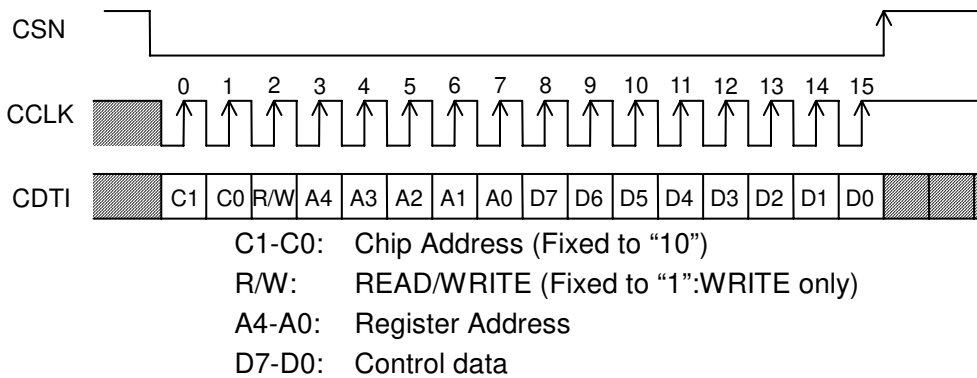 CSN
0 1 2 3 4 5 6 7 8 9 10 11 12 13 14 15
CCLK
CDTI C1 C0 R/W A4 A3 A2 A1 A0 D7 D6 D5 D4 D3 D2 D1 D0
C1-C0: Chip Address (Fixed to “10”)
R/W: READ/WRITE (Fixed to “1”:WRITE only)
A4-A0: Register Address
D7-D0: Control data